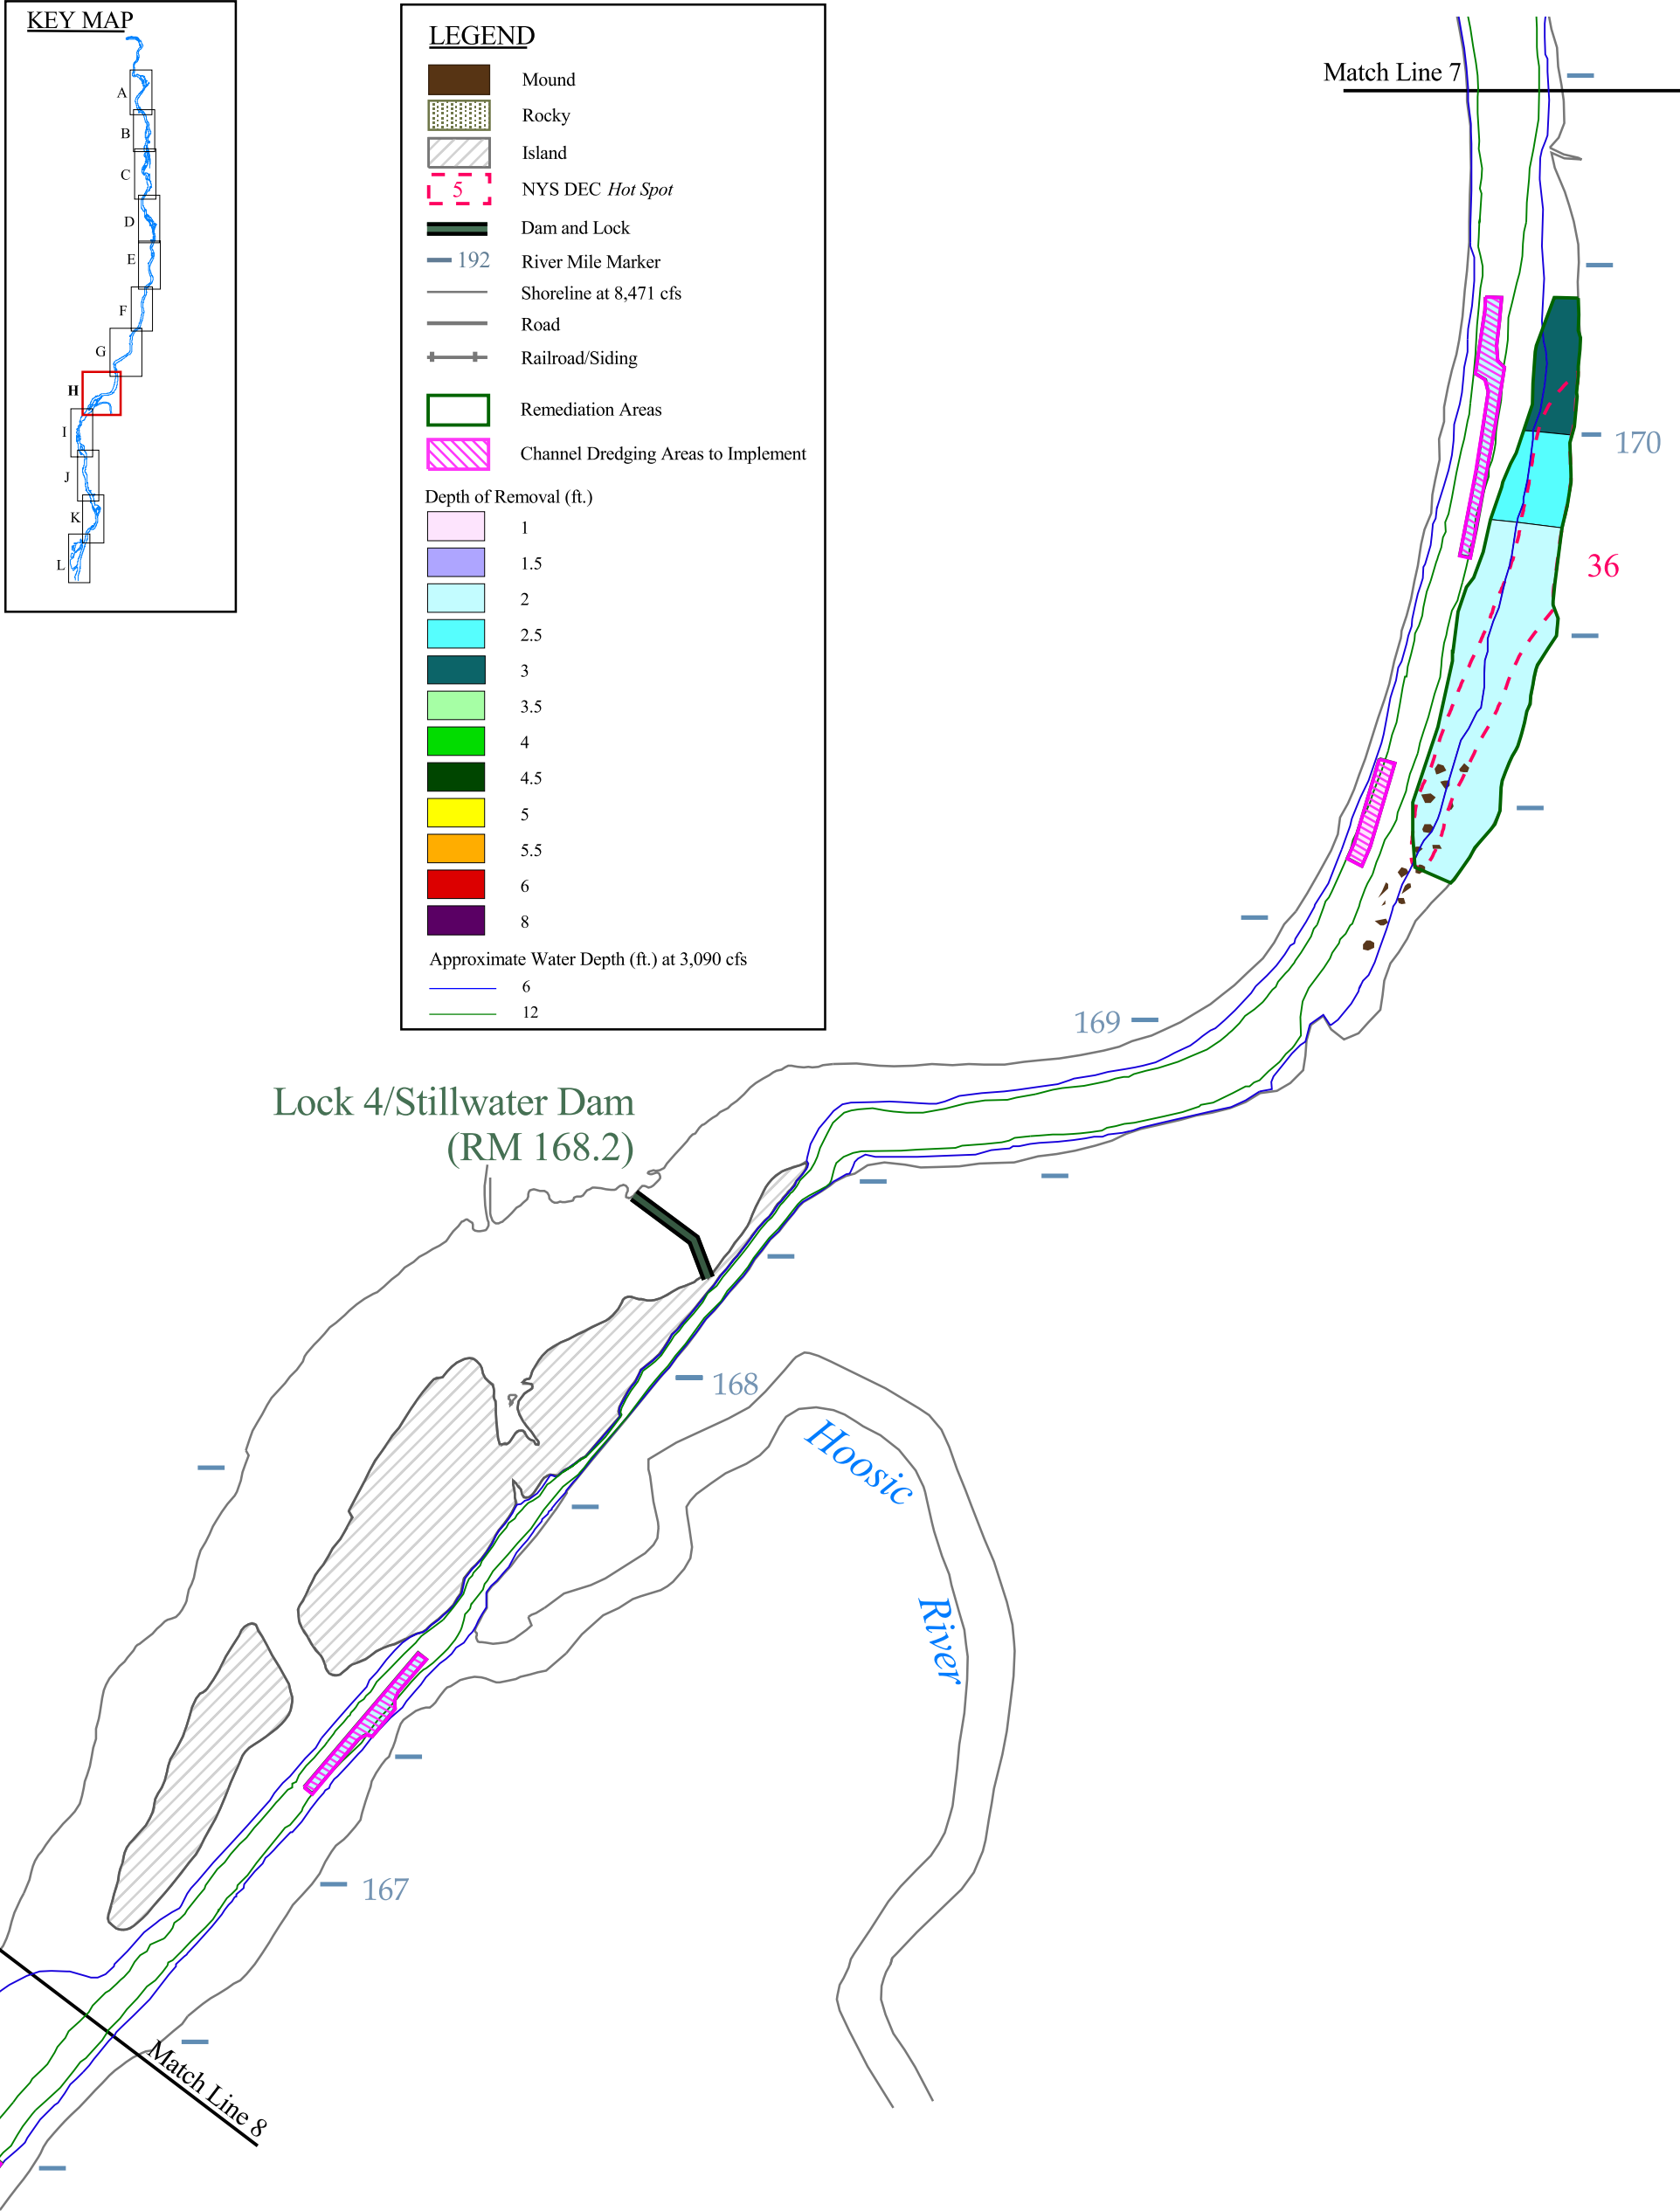 KEY MAP
A
B
C
D
E
F
G
H
I
J
K
L
LEGEND
Mound
Rocky
Island
5 NYS DEC Hot Spot
Dam and Lock
192 River Mile Marker
Shoreline at 8,471 cfs
Road
Railroad/Siding
Remediation Areas
Channel Dredging Areas to Implement
Depth of Removal (ft.)
1
1.5
2
2.5
3
3.5
4
4.5
5
5.5
6
8
Approximate Water Depth (ft.) at 3,090 cfs
6
12
Match Line 7
170
36
169
Lock 4/Stillwater Dam
(RM 168.2)
168
Hoosic
River
167
Match Line 8